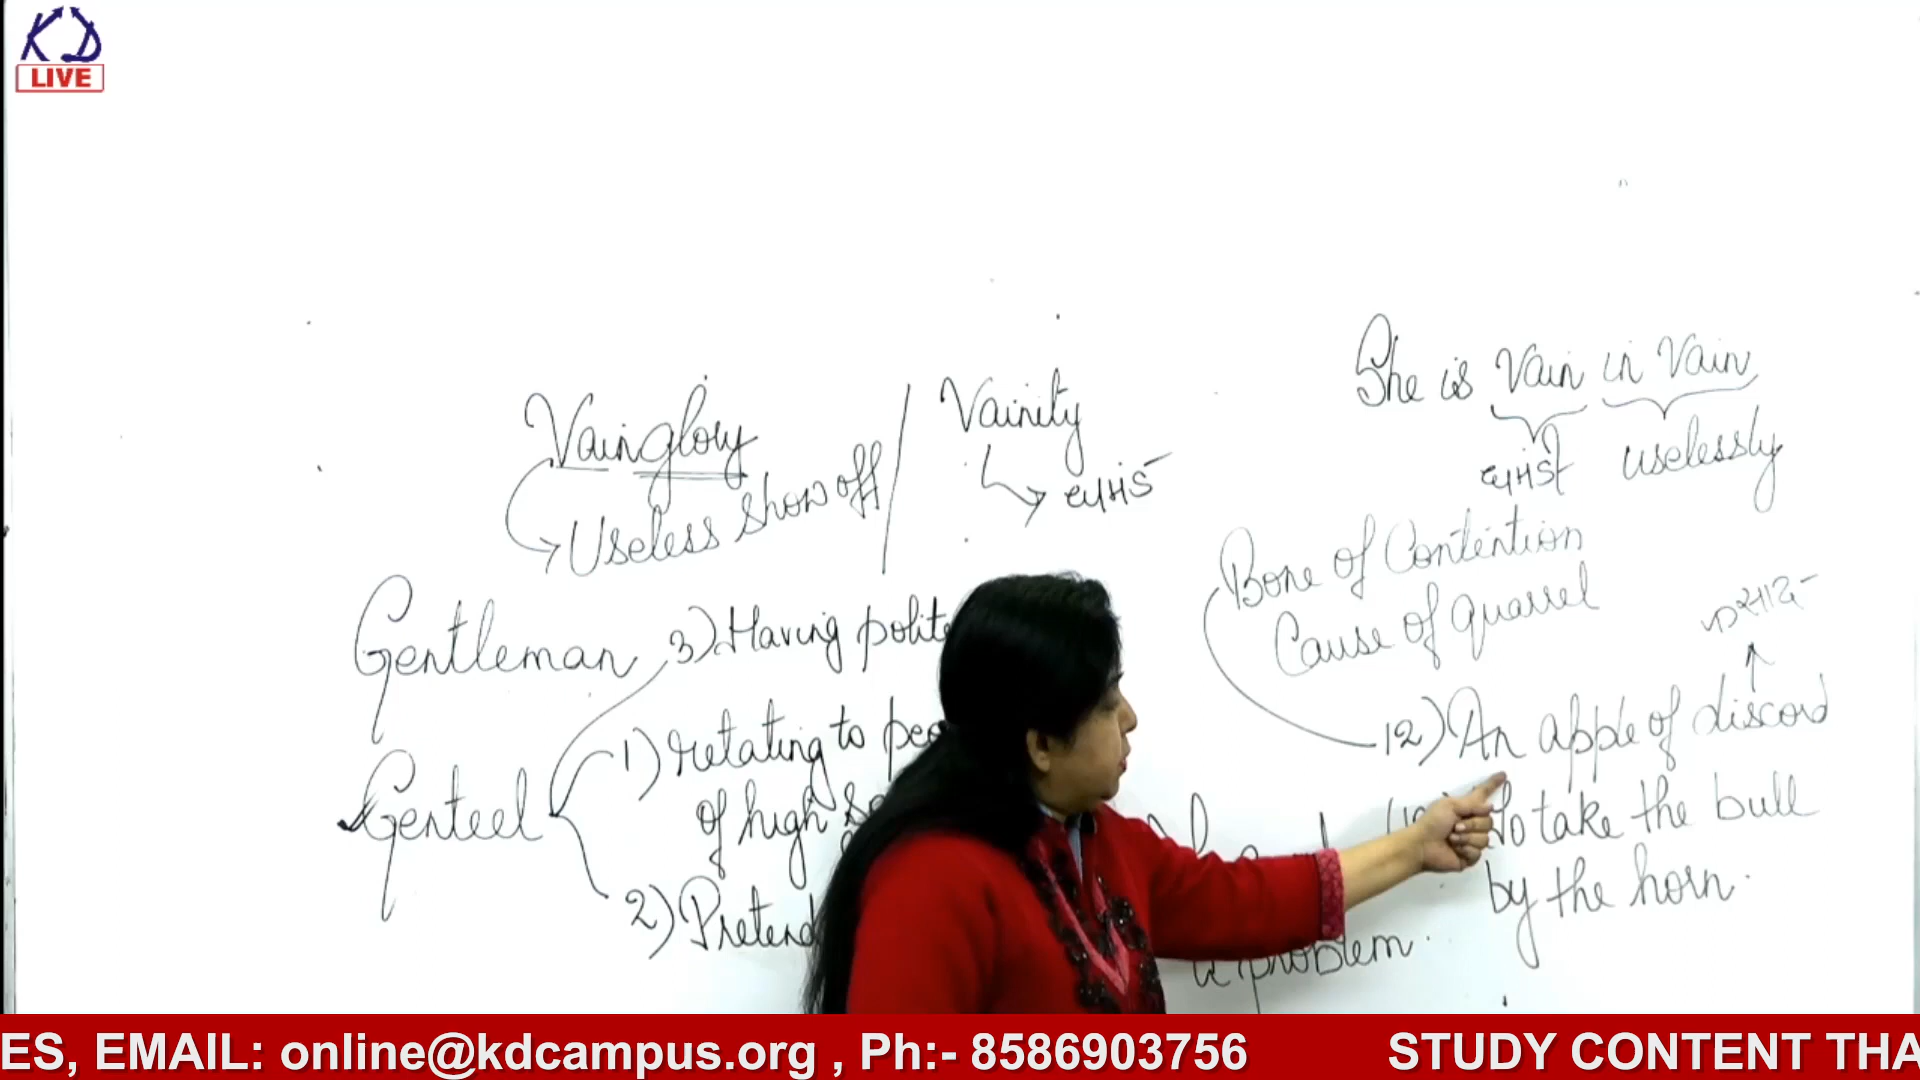 KD
LIVE
She is Vain in Vain
घमंडी uselessly
Vainglory
Useless show off
Vainity
घमंड
Bone of Contention
Cause of quarrel
Gentleman
Genteel
3) Having polite
1) relating to
of high
2) Pretend
तकरार
12) An apple of discord
To take the bull
by the horn.
problem.
ES, EMAIL: online@kdcampus.org , Ph:- 8586903756 STUDY CONTENT THA